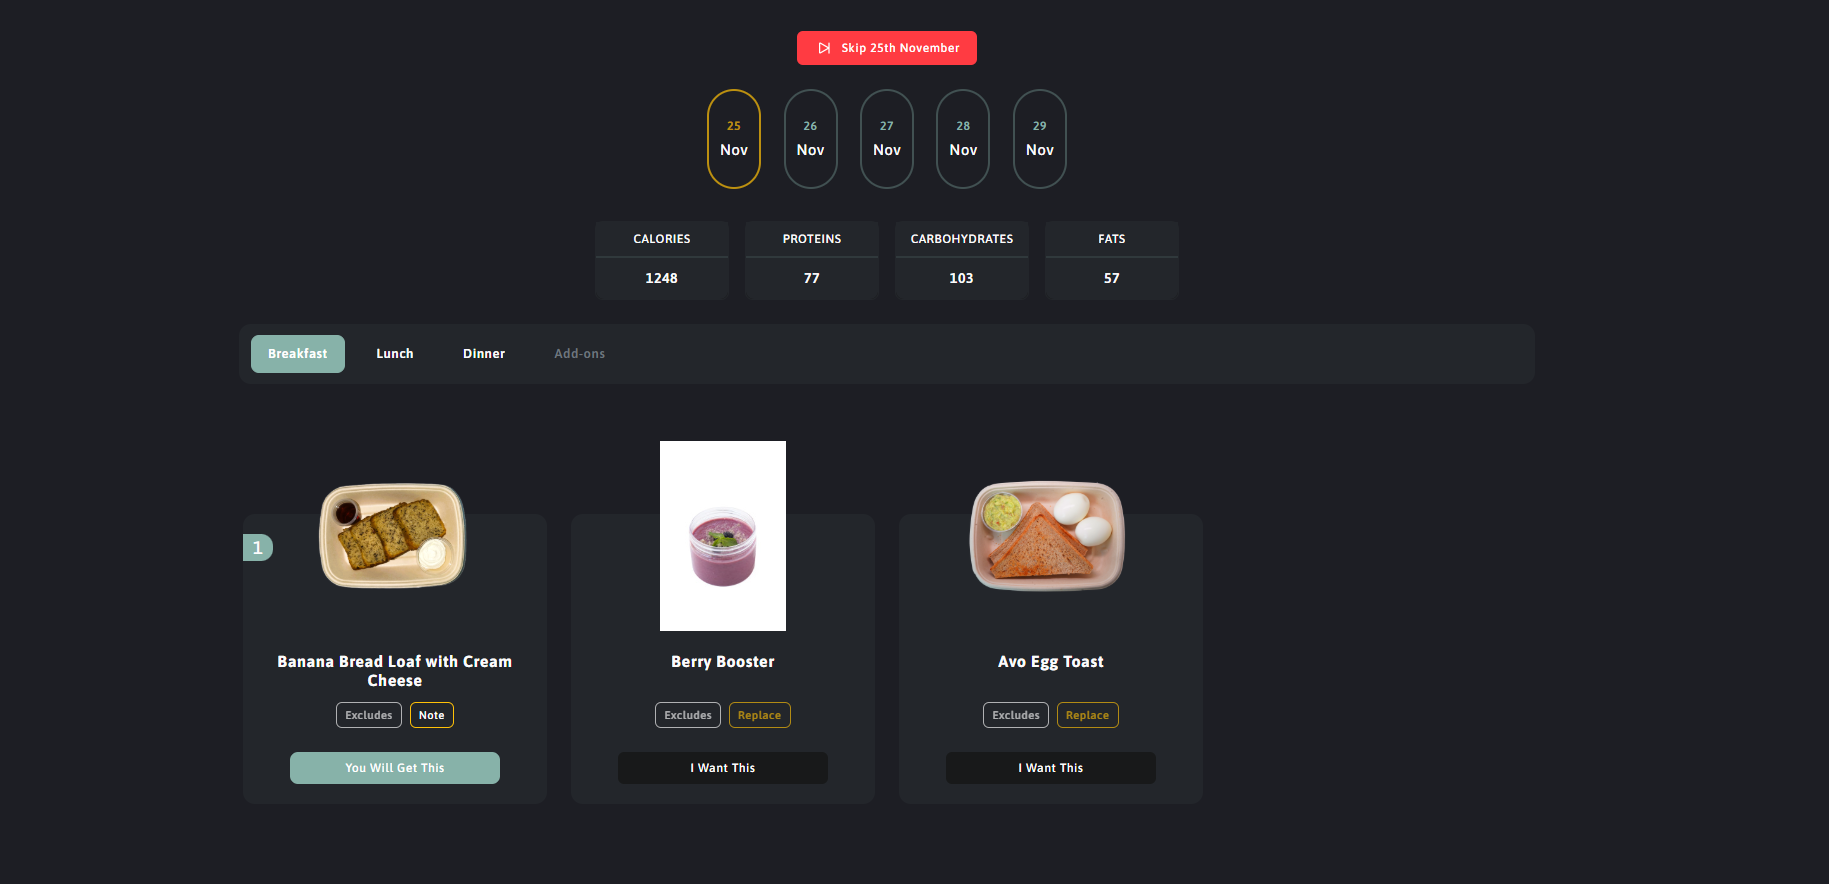 Skip 25th November
25
Nov
26
Nov
27
Nov
28
Nov
29
Nov
CALORIES
1248
PROTEINS
77
CARBOHYDRATES
103
FATS
57
Breakfast
Lunch
Dinner
Add-ons
1
Banana Bread Loaf with Cream
Cheese
Excludes
Note
You Will Get This
Berry Booster
Excludes
Replace
I Want This
Avo Egg Toast
Excludes
Replace
I Want This